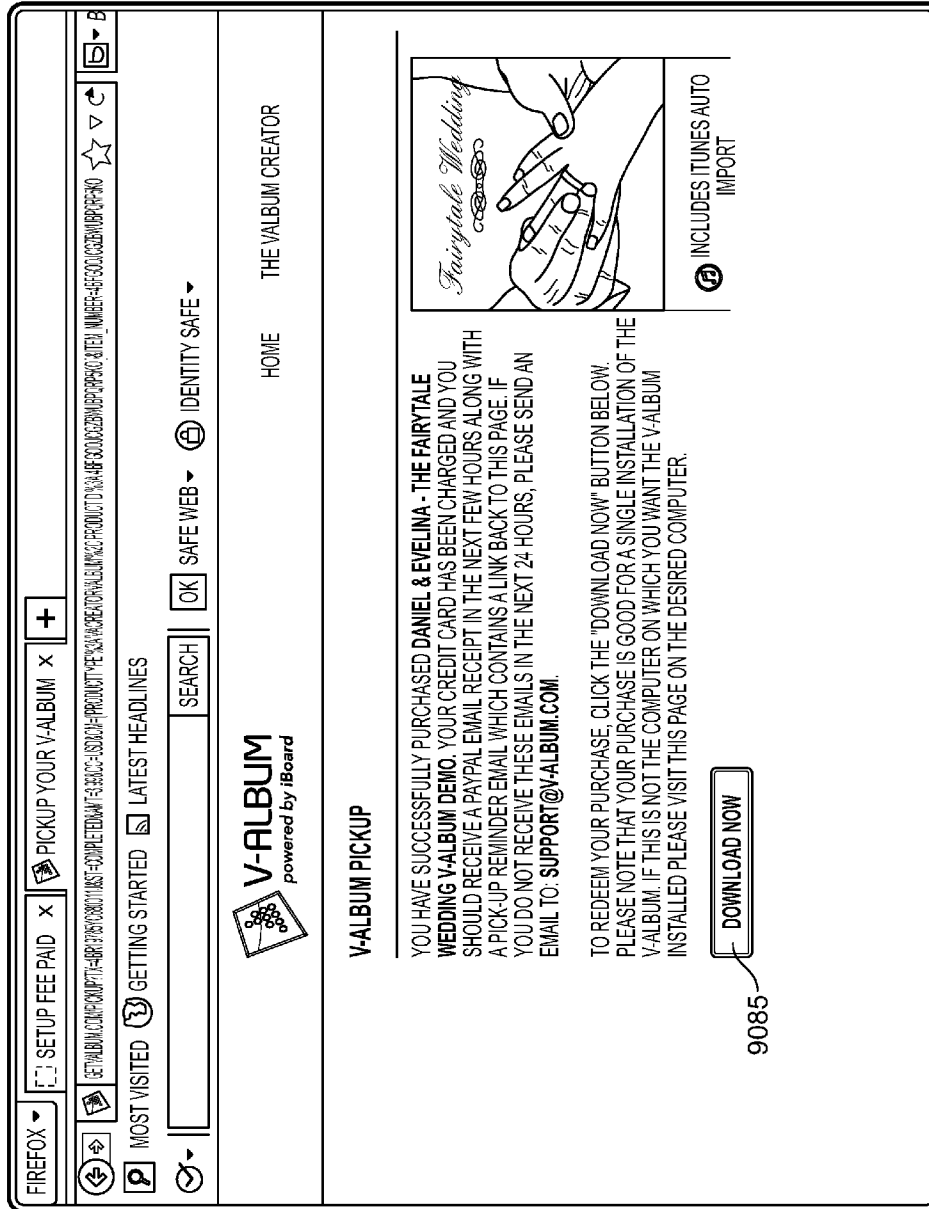 FIREFOX
SETUP FEE PAID X
PICKUP YOUR V-ALBUM X +
B
MOST VISITED GETTING STARTED LATEST HEADLINES
SEARCH OK SAFE WEB IDENTITY SAFE
V-ALBUM
powered by iBoard
HOME THE VALBUM CREATOR
V-ALBUM PICKUP
YOU HAVE SUCCESSFULLY PURCHASED DANIEL & EVELINA - THE FAIRYTALE
WEDDING V-ALBUM DEMO. YOUR CREDIT CARD HAS BEEN CHARGED AND YOU
SHOULD RECEIVE A PAYPAL EMAIL RECEIPT IN THE NEXT FEW HOURS ALONG WITH
A PICK-UP REMINDER EMAIL WHICH CONTAINS A LINK BACK TO THIS PAGE. IF
YOU DO NOT RECEIVE THESE EMAILS IN THE NEXT 24 HOURS, PLEASE SEND AN
EMAIL TO: SUPPORT@V-ALBUM.COM.
TO REDEEM YOUR PURCHASE, CLICK THE "DOWNLOAD NOW" BUTTON BELOW.
PLEASE NOTE THAT YOUR PURCHASE IS GOOD FOR A SINGLE INSTALLATION OF THE
V-ALBUM. IF THIS IS NOT THE COMPUTER ON WHICH YOU WANT THE V-ALBUM
INSTALLED PLEASE VISIT THIS PAGE ON THE DESIRED COMPUTER.
DOWNLOAD NOW
9085
Fairytale Wedding
INCLUDES ITUNES AUTO
IMPORT